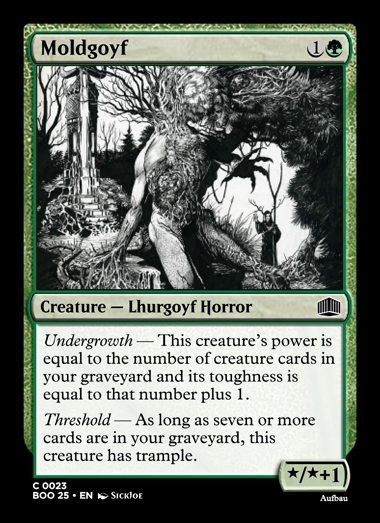 Moldgoyf 1
Creature — Lhurgoyf Horror
Undergrowth — This creature's power is
equal to the number of creature cards in
your graveyard and its toughness is
equal to that number plus 1.
Threshold — As long as seven or more
cards are in your graveyard, this
creature has trample.
★/★+1
C 0023
BOO 25 • EN SickJoe
Aufbau